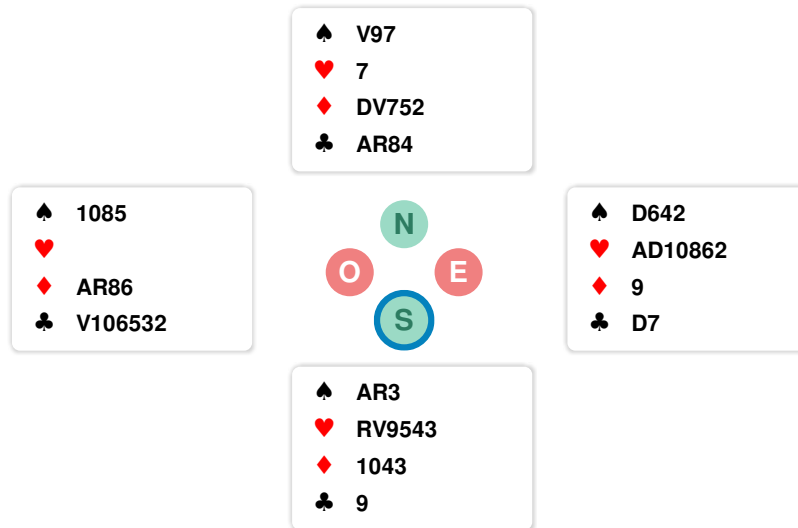 ♠ V97
♥ 7
♦ DV752
♣ AR84
♠ 1085
♥
♦ AR86
♣ V106532
N
O E
S
♠ D642
♥ AD10862
♦ 9
♣ D7
♠ AR3
♥ RV9543
♦ 1043
♣ 9